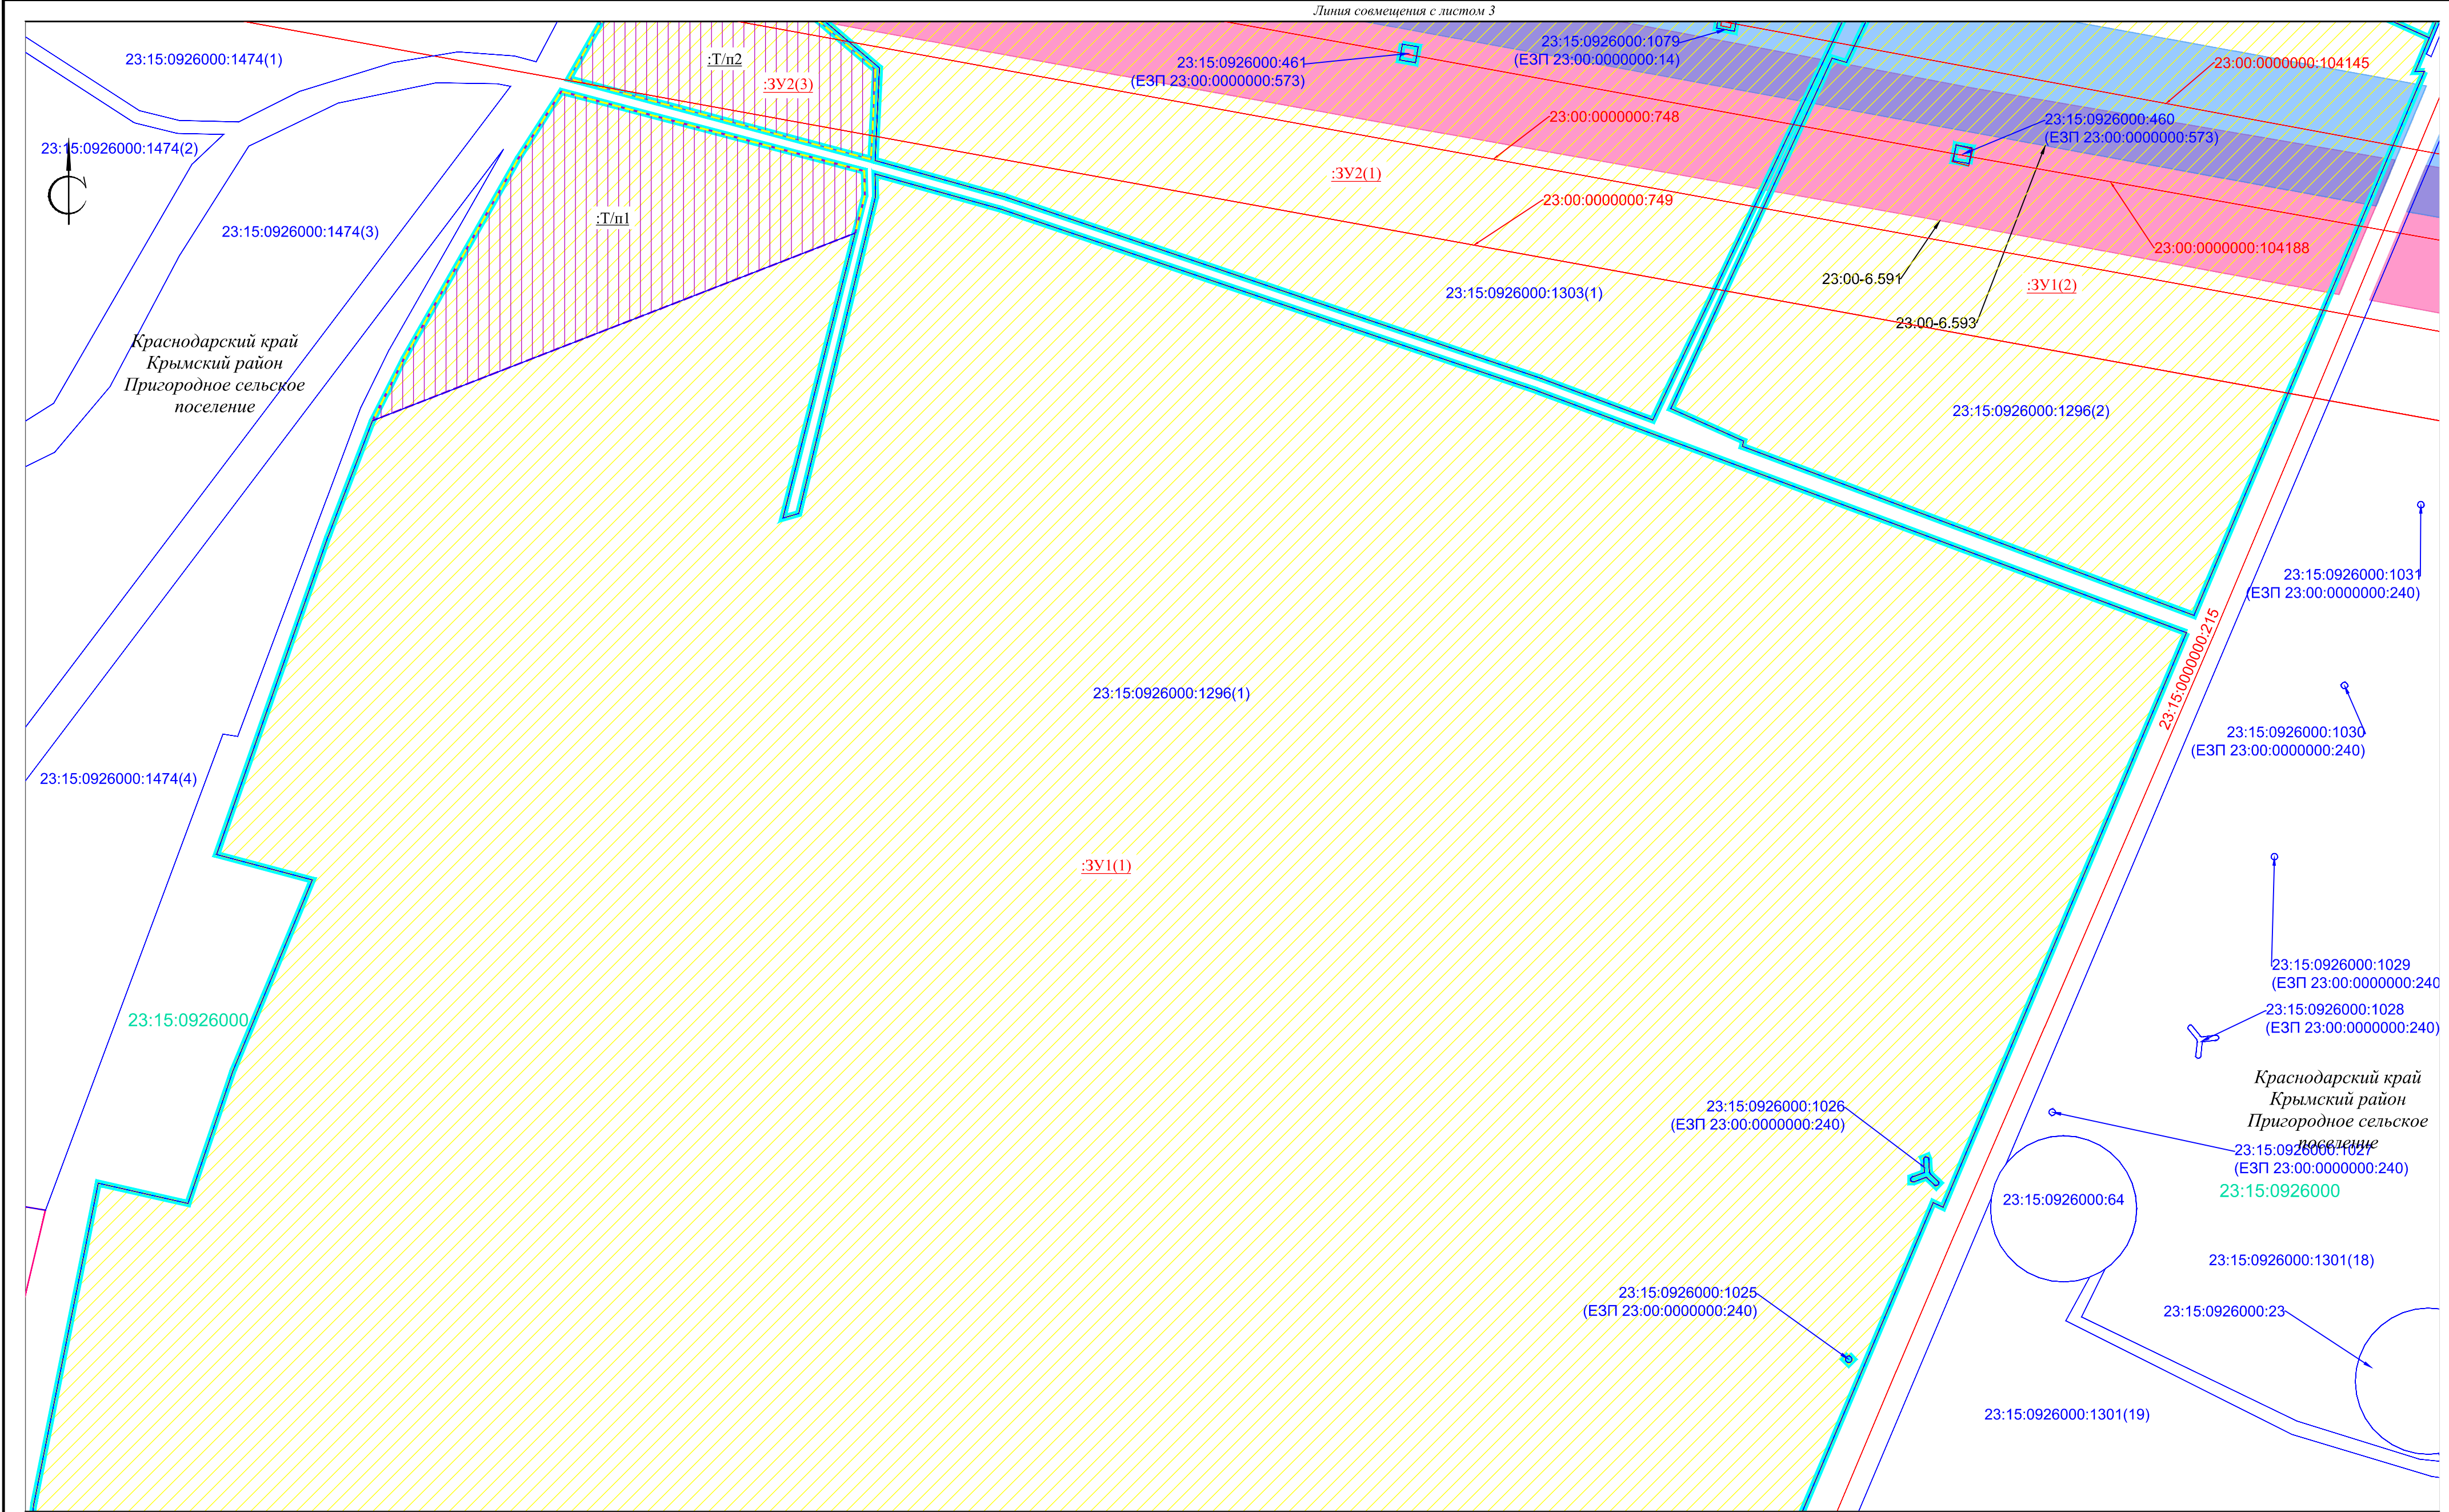 Линия совмещения с листом 3
23:15:0926000:1474(1)
:Т/п2
:ЗУ2(3)
23:15:0926000:461
(ЕЗП 23:00:0000000:573)
23:15:0926000:1079
(ЕЗП 23:00:0000000:14)
23:00:0000000:104145
23:00:0000000:748
23:15:0926000:460
(ЕЗП 23:00:0000000:573)
23:15:0926000:1474(2)
:ЗУ2(1)
23:00:0000000:749
:Т/п1
23:15:0926000:1474(3)
23:00:0000000:104188
23:00-6.591
:ЗУ1(2)
23:15:0926000:1303(1)
23:00-6.593
Краснодарский край
Крымский район
Пригородное сельское
поселение
23:15:0926000:1296(2)
23:15:0926000:1031
(ЕЗП 23:00:0000000:240)
23:15:0000000:215
23:15:0926000:1296(1)
23:15:0926000:1030
(ЕЗП 23:00:0000000:240)
23:15:0926000:1474(4)
:ЗУ1(1)
23:15:0926000:1029
(ЕЗП 23:00:0000000:240
23:15:0926000:1028
(ЕЗП 23:00:0000000:240)
23:15:0926000
Краснодарский край
Крымский район
Пригородное сельское
поселение
23:15:0926000:1026
(ЕЗП 23:00:0000000:240)
23:15:0926000:1027
(ЕЗП 23:00:0000000:240)
23:15:0926000
23:15:0926000:64
23:15:0926000:1301(18)
23:15:0926000:1025
(ЕЗП 23:00:0000000:240)
23:15:0926000:23
23:15:0926000:1301(19)